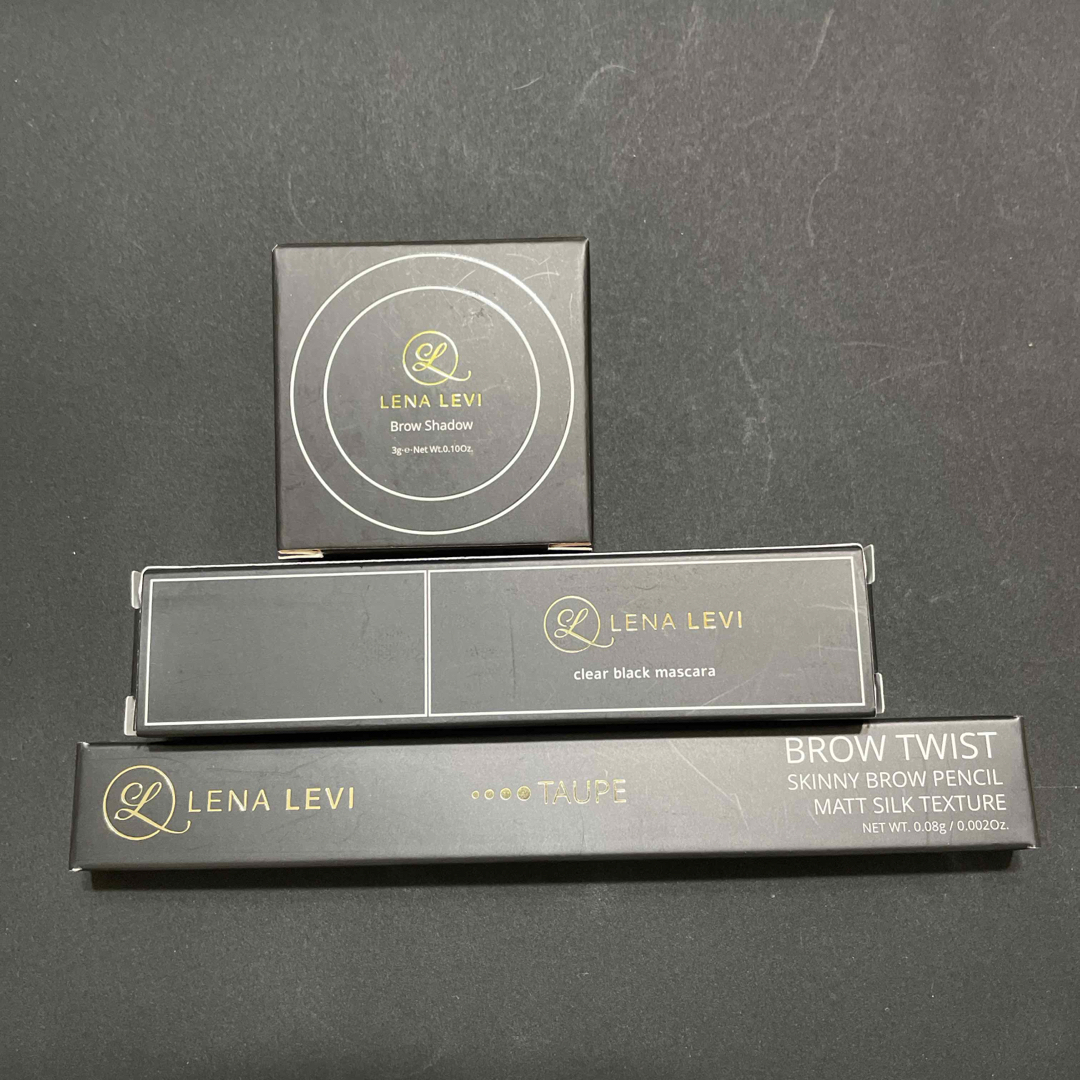 LENA LEVI
Brow Shadow
3g·℮·Net Wt.0.10Oz.
LENA LEVI
clear black mascara
LENA LEVI
TAUPE
BROW TWIST
SKINNY BROW PENCIL
MATT SILK TEXTURE
NET WT. 0.08g / 0.002Oz.